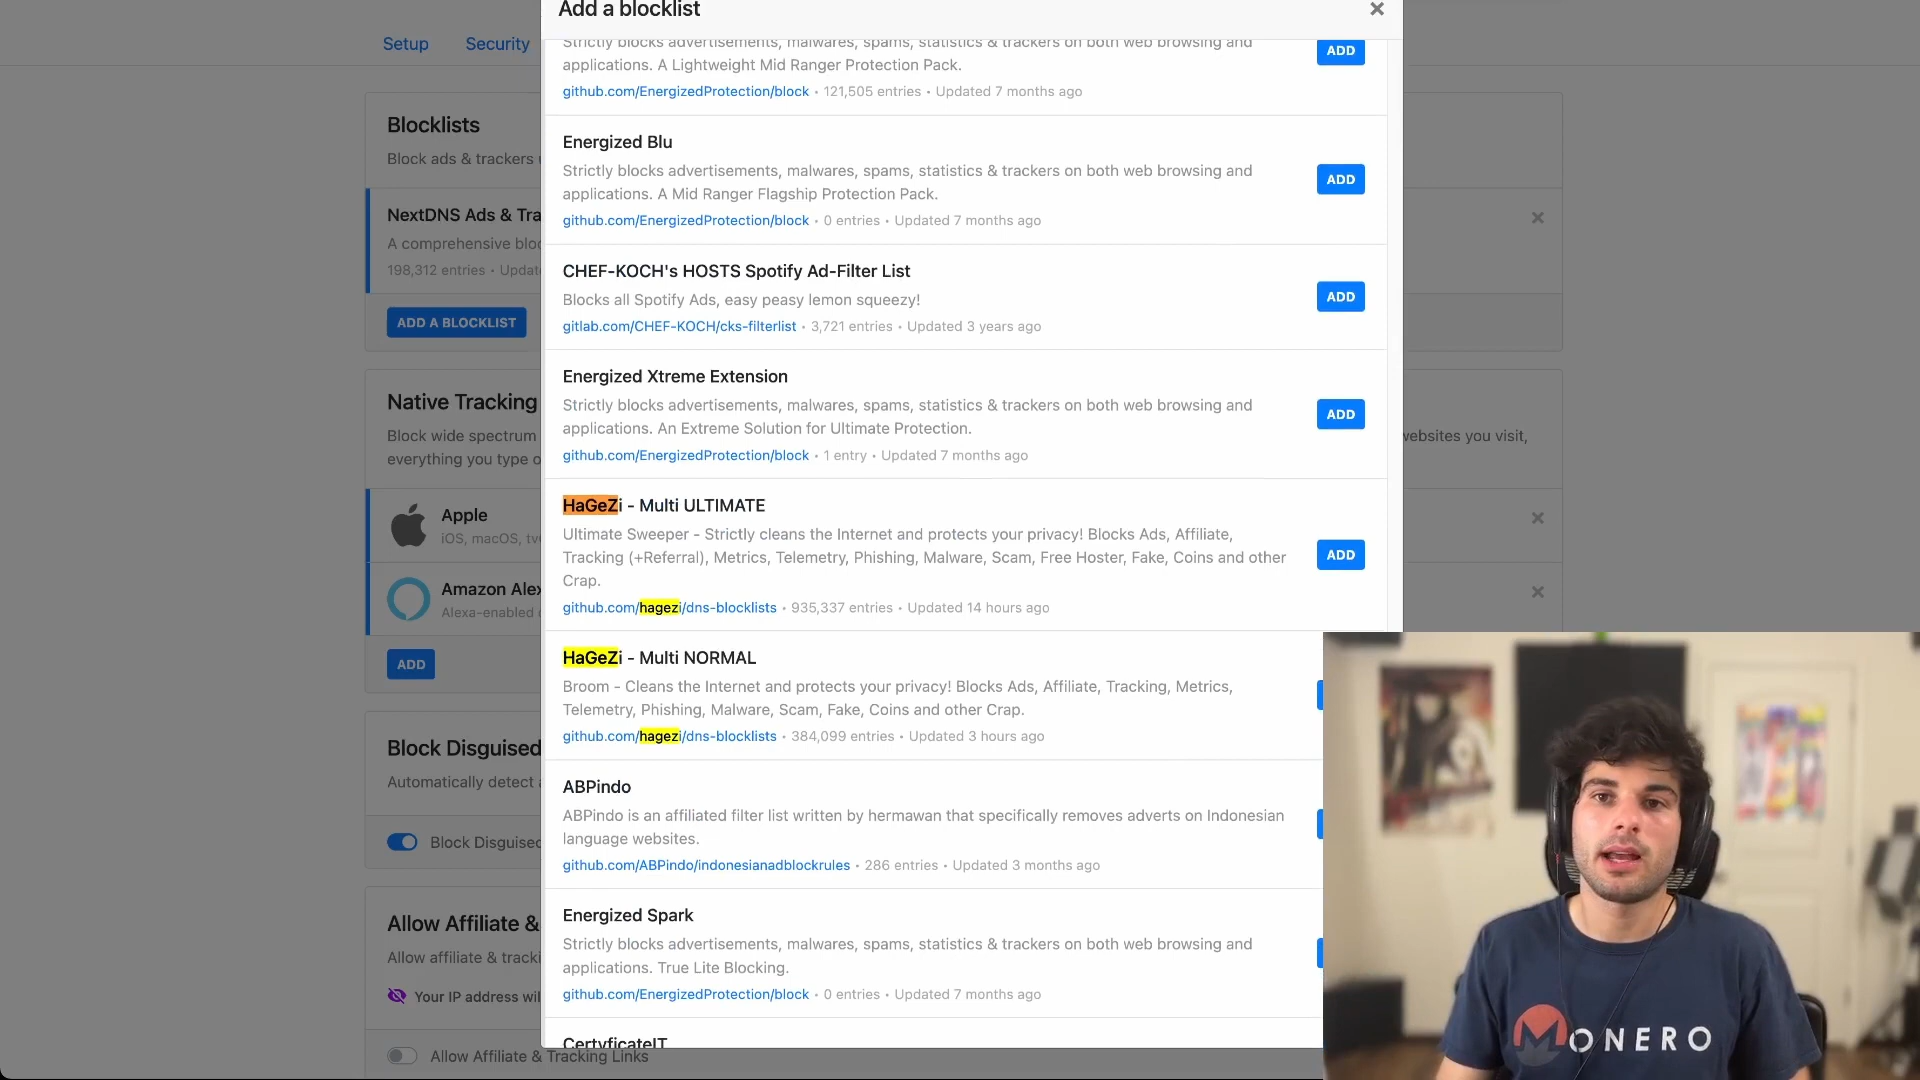 Add a blocklist
×
Setup
Security
Blocklists
Block ads & trackers
NextDNS Ads & Tra
A comprehensive bloc
198,312 entries • Updat
ADD A BLOCKLIST
Native Tracking
Block wide spectrum
everything you type o
websites you visit,
Apple
iOS, macOS, tv
Amazon Alex
Alexa-enabled
ADD
Block Disguised
Automatically detect
Block Disguised
Allow Affiliate &
Allow affiliate & tracki
Your IP address wil
Allow Affiliate & Tracking Links
Strictly blocks advertisements, malwares, spams, statistics & trackers on both web browsing and
applications. A Lightweight Mid Ranger Protection Pack.
github.com/EnergizedProtection/block • 121,505 entries • Updated 7 months ago
ADD
Energized Blu
Strictly blocks advertisements, malwares, spams, statistics & trackers on both web browsing and
applications. A Mid Ranger Flagship Protection Pack.
github.com/EnergizedProtection/block • 0 entries • Updated 7 months ago
ADD
CHEF-KOCH's HOSTS Spotify Ad-Filter List
Blocks all Spotify Ads, easy peasy lemon squeezy!
gitlab.com/CHEF-KOCH/cks-filterlist • 3,721 entries • Updated 3 years ago
ADD
Energized Xtreme Extension
Strictly blocks advertisements, malwares, spams, statistics & trackers on both web browsing and
applications. An Extreme Solution for Ultimate Protection.
github.com/EnergizedProtection/block • 1 entry • Updated 7 months ago
ADD
HaGeZi - Multi ULTIMATE
Ultimate Sweeper - Strictly cleans the Internet and protects your privacy! Blocks Ads, Affiliate,
Tracking (+Referral), Metrics, Telemetry, Phishing, Malware, Scam, Free Hoster, Fake, Coins and other
Crap.
github.com/hagezi/dns-blocklists • 935,337 entries • Updated 14 hours ago
ADD
HaGeZi - Multi NORMAL
Broom - Cleans the Internet and protects your privacy! Blocks Ads, Affiliate, Tracking, Metrics,
Telemetry, Phishing, Malware, Scam, Fake, Coins and other Crap.
github.com/hagezi/dns-blocklists • 384,099 entries • Updated 3 hours ago
ABPindo
ABPindo is an affiliated filter list written by hermawan that specifically removes adverts on Indonesian
language websites.
github.com/ABPindo/indonesianadblockrules • 286 entries • Updated 3 months ago
Energized Spark
Strictly blocks advertisements, malwares, spams, statistics & trackers on both web browsing and
applications. True Lite Blocking.
github.com/EnergizedProtection/block • 0 entries • Updated 7 months ago
CertyficateIT
MONERO